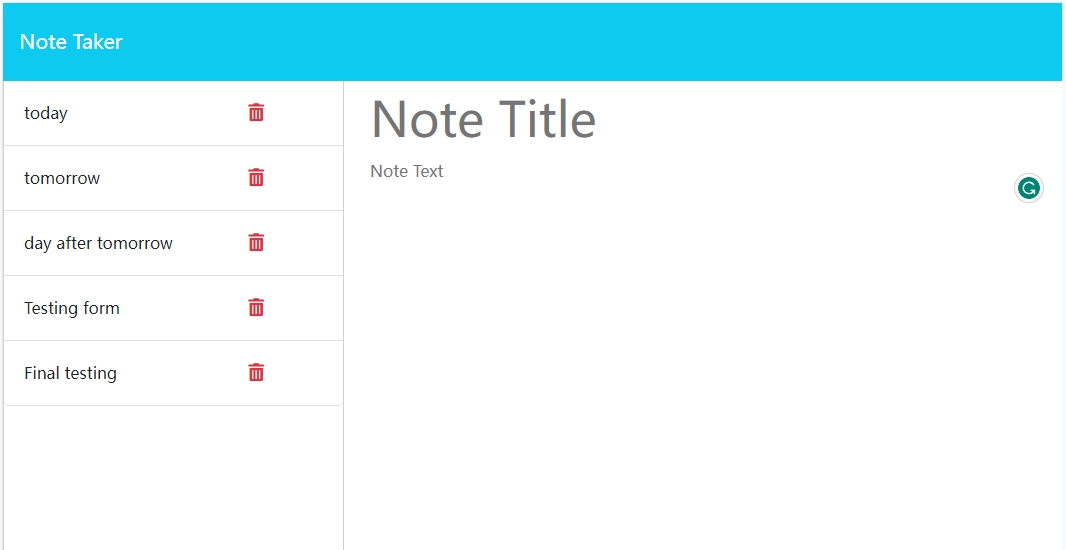 Note Taker
today
tomorrow
day after tomorrow
Testing form
Final testing
Note Title
Note Text